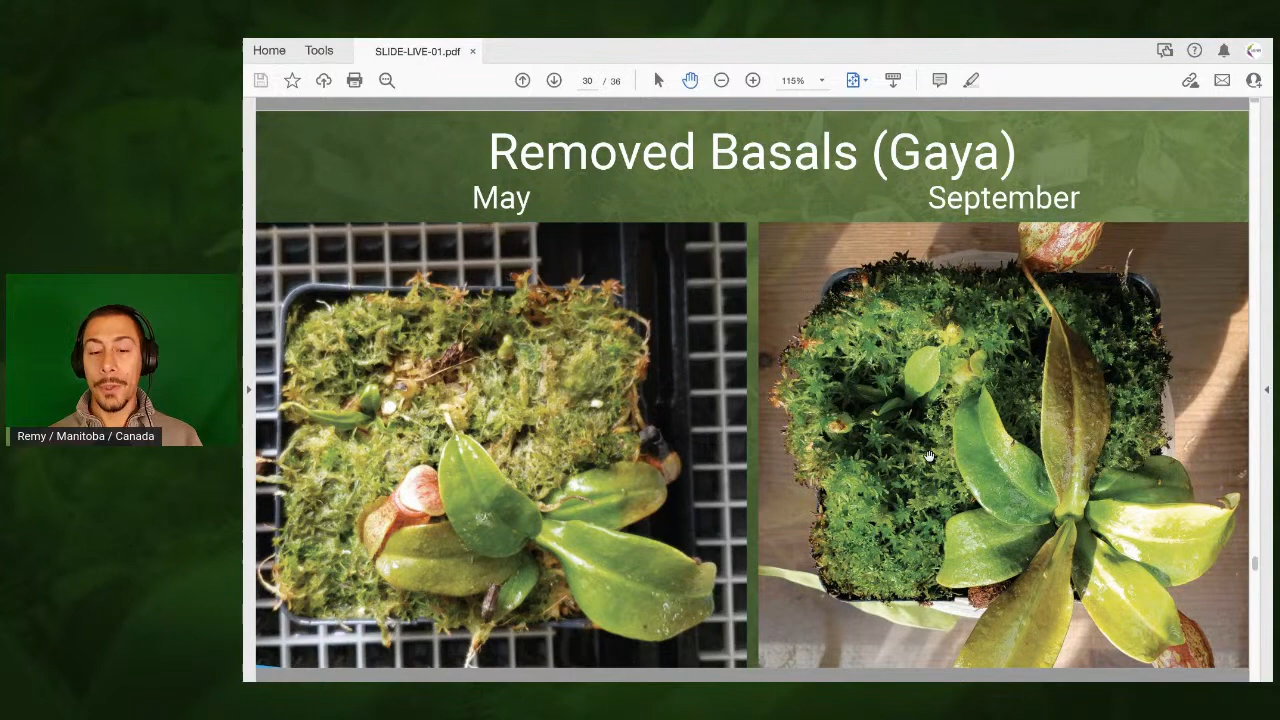 Home Tools SLIDE-LIVE-01.pdf ×
30 / 36 115%
Removed Basals (Gaya)
May September
Remy / Manitoba / Canada